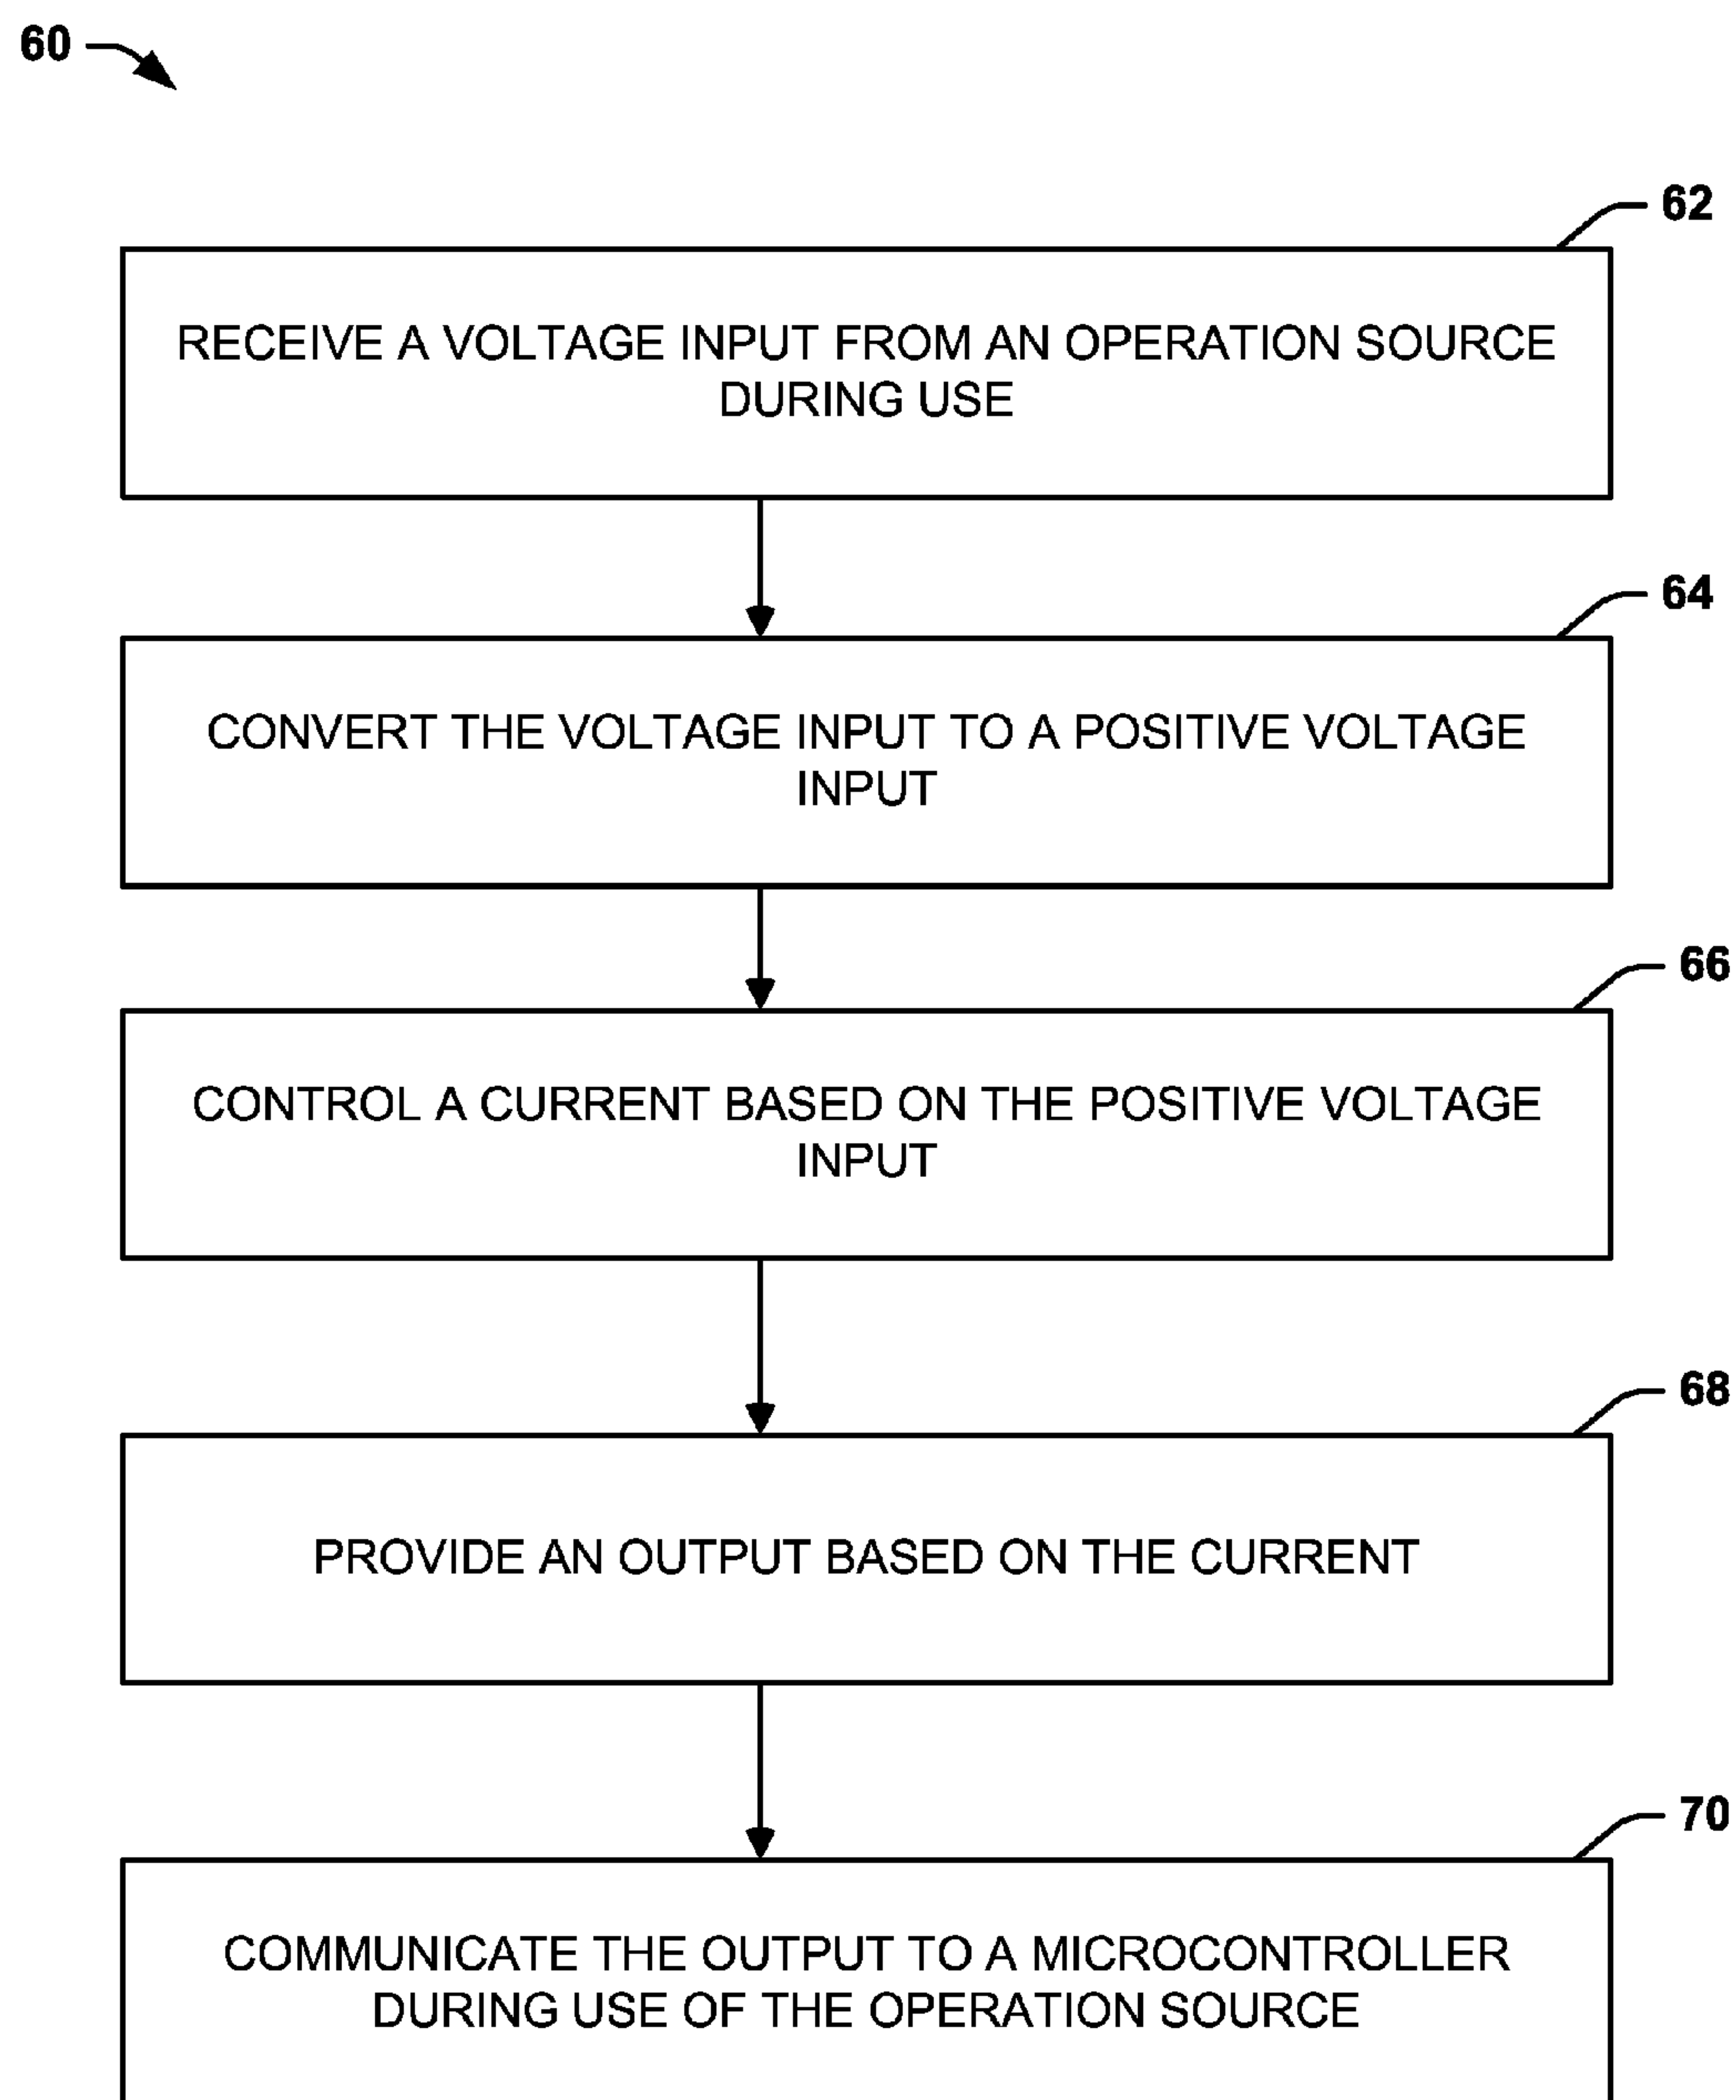 60
62
RECEIVE A VOLTAGE INPUT FROM AN OPERATION SOURCE
DURING USE
64
CONVERT THE VOLTAGE INPUT TO A POSITIVE VOLTAGE
INPUT
66
CONTROL A CURRENT BASED ON THE POSITIVE VOLTAGE
INPUT
68
PROVIDE AN OUTPUT BASED ON THE CURRENT
70
COMMUNICATE THE OUTPUT TO A MICROCONTROLLER
DURING USE OF THE OPERATION SOURCE